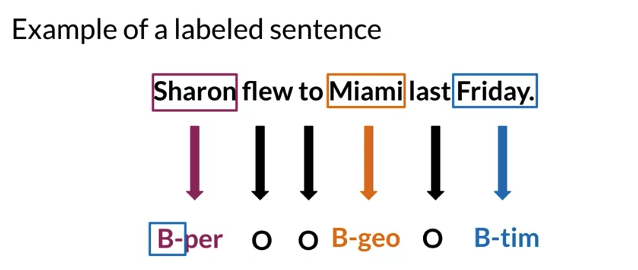 Example of a labeled sentence
Sharon flew to Miami last Friday.
B-per O O B-geo O B-tim